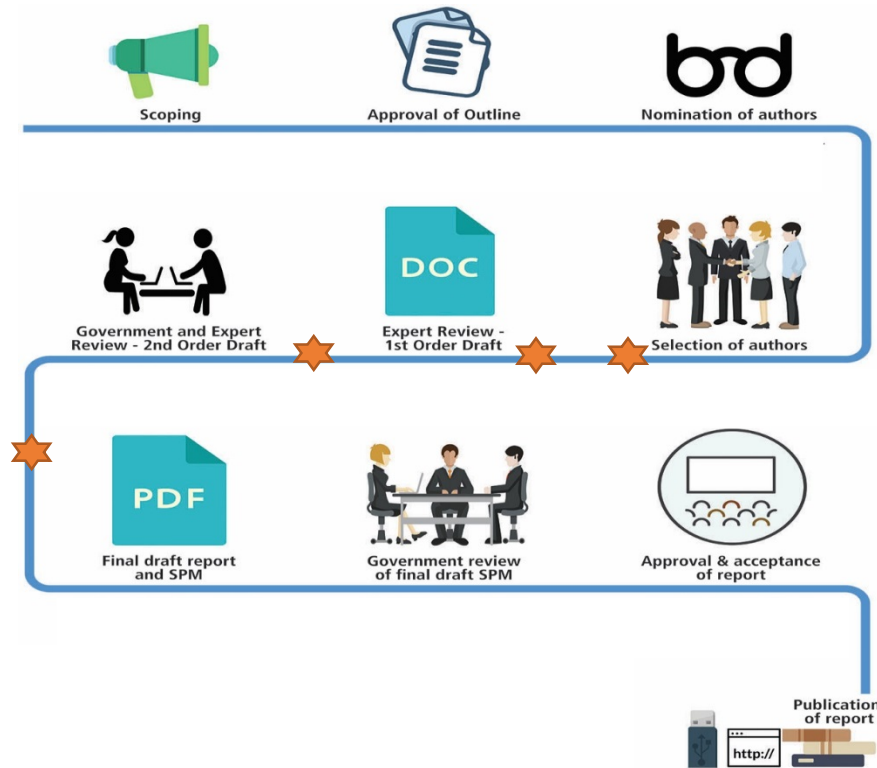 Scoping
Approval of Outline
Nomination of authors
DOC
Government and Expert
Review - 2nd Order Draft
Expert Review -
1st Order Draft
Selection of authors
PDF
Final draft report
and SPM
Government review
of final draft SPM
Approval & acceptance
of report
Publication
of report
http://